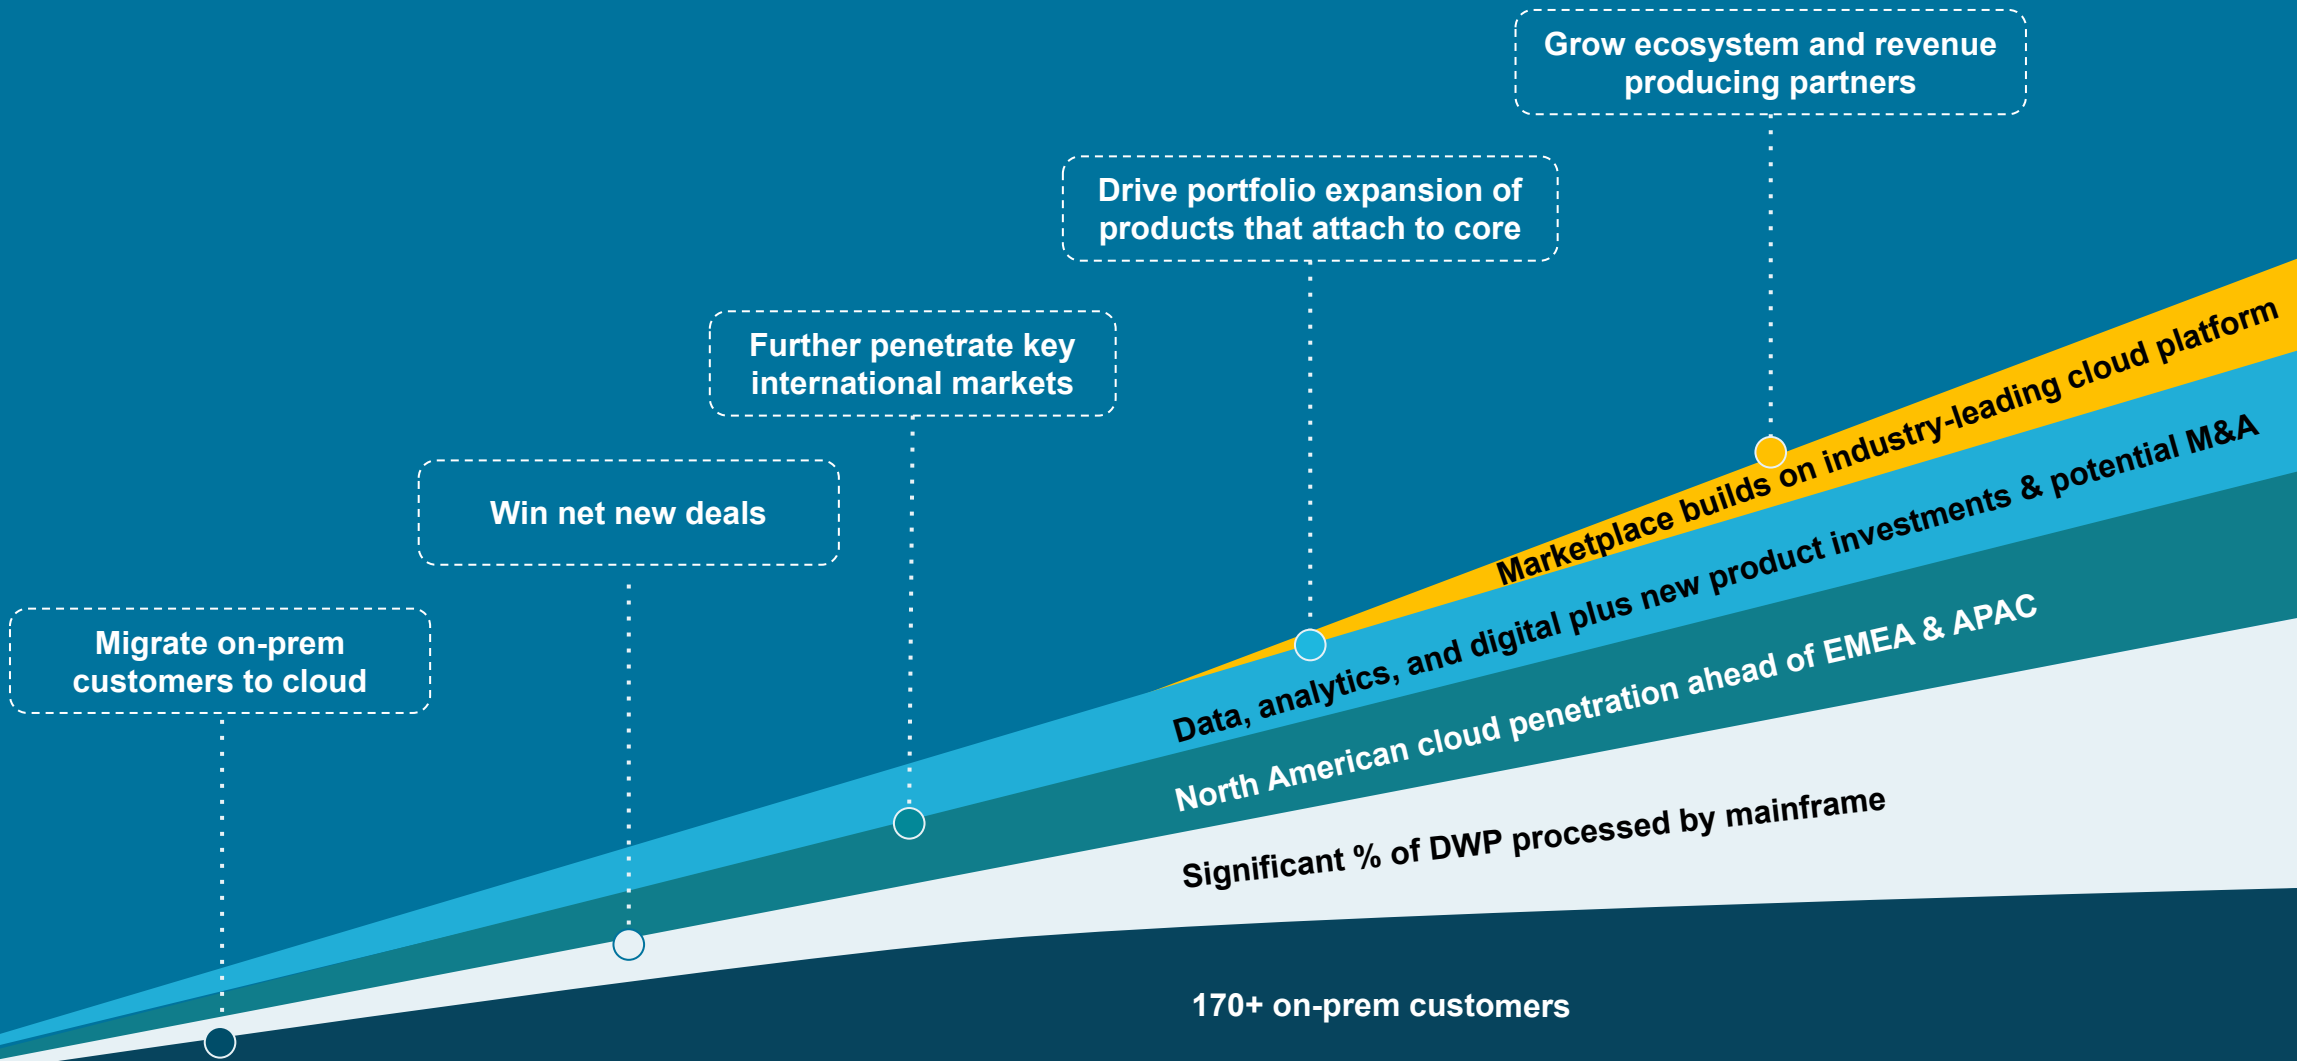 Grow ecosystem and revenue
producing partners
Drive portfolio expansion of
products that attach to core
Further penetrate key
international markets
Win net new deals
Migrate on-prem
customers to cloud
Marketplace builds on industry-leading cloud platform
Data, analytics, and digital plus new product investments & potential M&A
North American cloud penetration ahead of EMEA & APAC
Significant % of DWP processed by mainframe
170+ on-prem customers